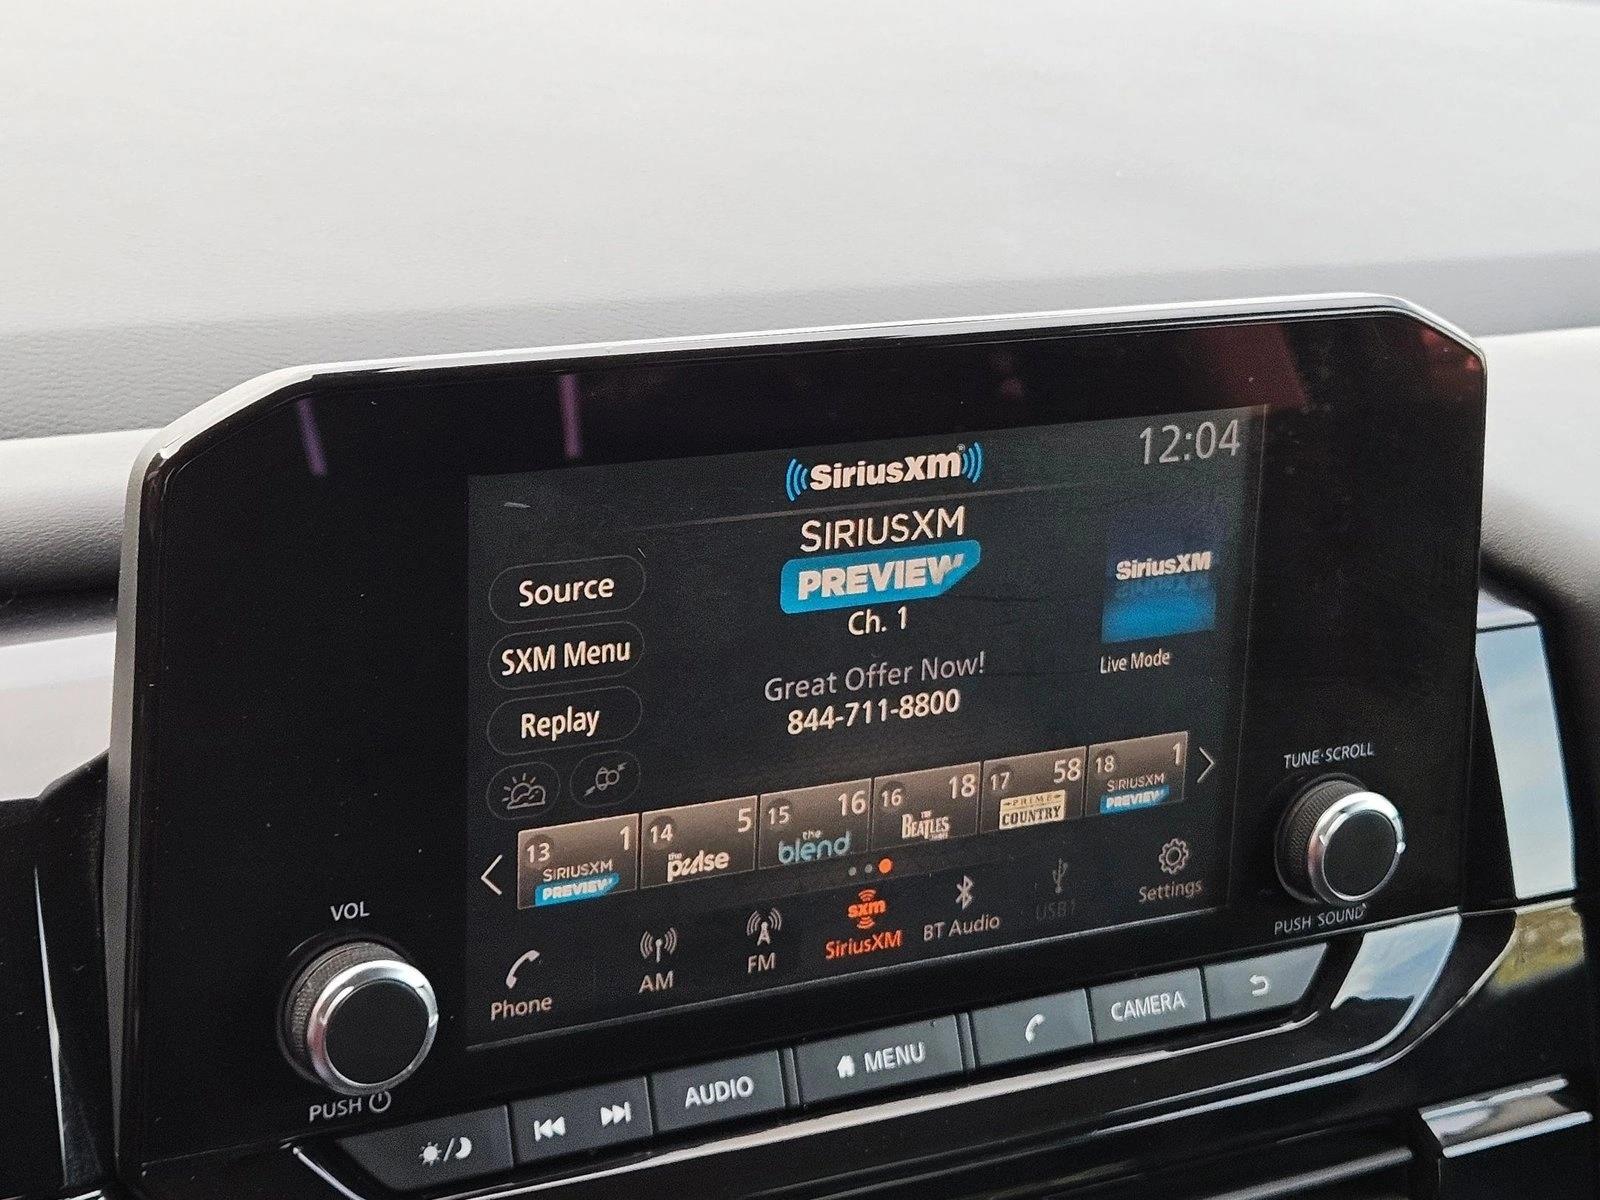 SiriusXM
12:04
SIRIUSXM
PREVIEW
Ch. 1
Great Offer Now!
844-711-8800
SiriusXM
Live Mode
Source
SXM Menu
Replay
13 1
SIRIUSXM
PREVIEW
14 5
the
pulse
15 16
the
blend
16 18
THE
BEATLES
17 58
PRIME
COUNTRY
18 1
SIRIUSXM
PREVIEW
Phone
AM
FM
sxm
SiriusXM
BT Audio
USB1
Settings
VOL
PUSH
TUNE·SCROLL
PUSH SOUND
AUDIO
MENU
CAMERA